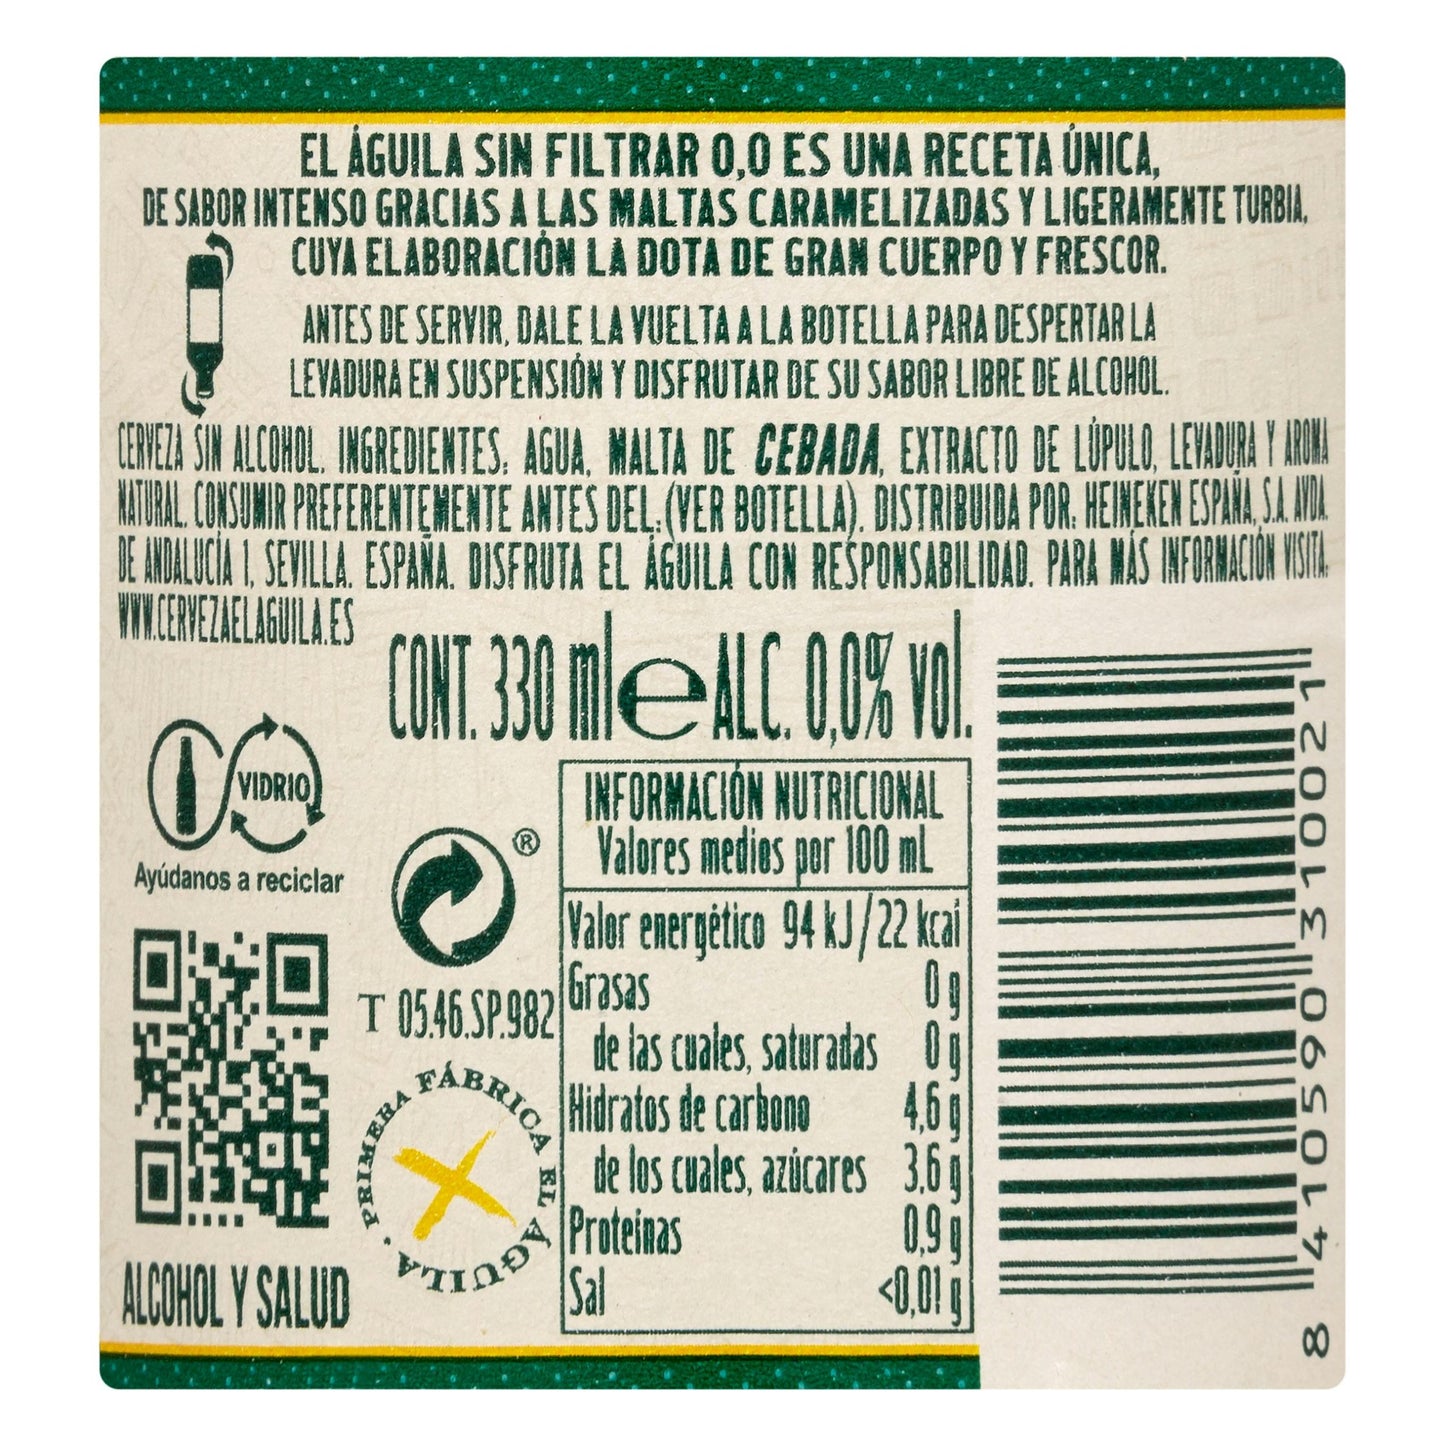 EL ÁGUILA SIN FILTRAR 0,0 ES UNA RECETA ÚNICA,
DE SABOR INTENSO GRACIAS A LAS MALTAS CARAMELIZADAS Y LIGERAMENTE TURBIA,
CUYA ELABORACIÓN LA DOTA DE GRAN CUERPO Y FRESCOR.
ANTES DE SERVIR, DALE LA VUELTA A LA BOTELLA PARA DESPERTAR LA
LEVADURA EN SUSPENSIÓN Y DISFRUTAR DE SU SABOR LIBRE DE ALCOHOL.
CERVEZA SIN ALCOHOL. INGREDIENTES: AGUA, MALTA DE CEBADA, EXTRACTO DE LÚPULO, LEVADURA Y AROMA
NATURAL. CONSUMIR PREFERENTEMENTE ANTES DEL: (VER BOTELLA). DISTRIBUIDA POR: HEINEKEN ESPAÑA, S.A. AVDA.
DE ANDALUCÍA 1, SEVILLA. ESPAÑA. DISFRUTA EL ÁGUILA CON RESPONSABILIDAD. PARA MÁS INFORMACIÓN VISITA:
WWW.CERVEZAELAGUILA.ES
CONT. 330 ml e ALC. 0,0% vol.
VIDRIO
Ayúdanos a reciclar
®
T 05.46.SP.982
PRIMERA FÁBRICA EL ÁGUILA.
ALCOHOL Y SALUD
INFORMACIÓN NUTRICIONAL
Valores medios por 100 mL
Valor energético 94 kJ/22 kcal
Grasas 0 g
de las cuales, saturadas 0 g
Hidratos de carbono 4,6 g
de los cuales, azúcares 3,6 g
Proteínas 0,9 g
Sal <0,01 g
8 410590 310021